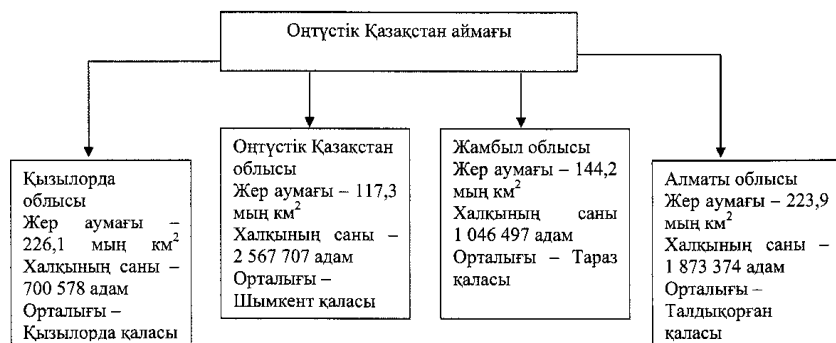 Оңтүстік Қазақстан аймағы
Қызылорда
облысы
Жер аумағы –
226,1 мың км²
Халқының саны –
700 578 адам
Орталығы –
Қызылорда қаласы
Оңтүстік Қазақстан
облысы
Жер аумағы – 117,3
мың км²
Халқының саны –
2 567 707 адам
Орталығы –
Шымкент қаласы
Жамбыл облысы
Жер аумағы – 144,2
мың км²
Халқының саны
1 046 497 адам
Орталығы – Тараз
қаласы
Алматы облысы
Жер аумағы – 223,9
мың км²
Халқының саны –
1 873 374 адам
Орталығы –
Талдықорған
қаласы